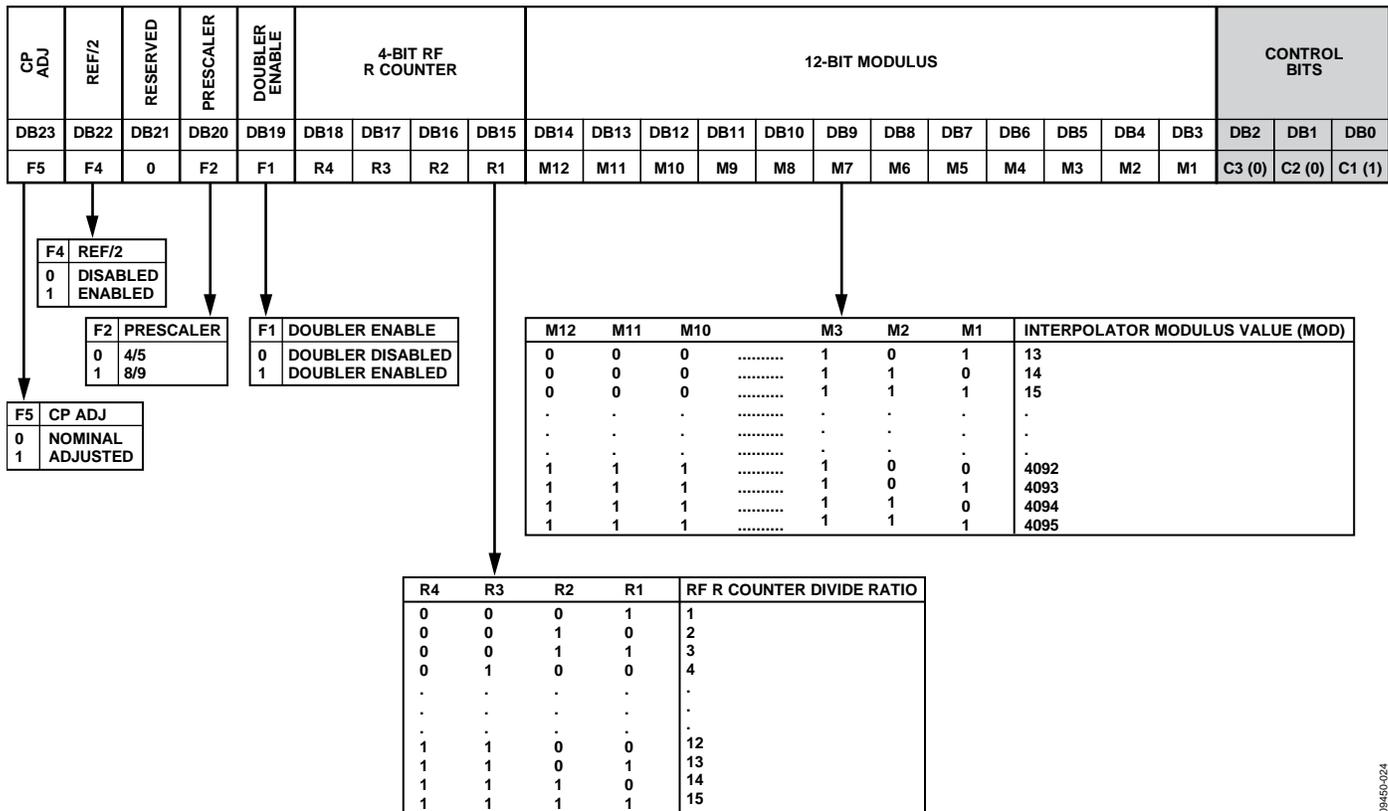 CP ADJ REF/2 RESERVED PRESCALER DOUBLER ENABLE 4-BIT RF R COUNTER 12-BIT MODULUS CONTROL BITS
DB23 DB22 DB21 DB20 DB19 DB18 DB17 DB16 DB15 DB14 DB13 DB12 DB11 DB10 DB9 DB8 DB7 DB6 DB5 DB4 DB3 DB2 DB1 DB0
F5 F4 0 F2 F1 R4 R3 R2 R1 M12 M11 M10 M9 M8 M7 M6 M5 M4 M3 M2 M1 C3 (0) C2 (0) C1 (1)
F4 REF/2
0 DISABLED
1 ENABLED
F2 PRESCALER
0 4/5
1 8/9
F1 DOUBLER ENABLE
0 DOUBLER DISABLED
1 DOUBLER ENABLED
F5 CP ADJ
0 NOMINAL
1 ADJUSTED
M12 M11 M10 M3 M2 M1 INTERPOLATOR MODULUS VALUE (MOD)
0 0 0 .......... 1 0 1 13
0 0 0 .......... 1 1 0 14
0 0 0 .......... 1 1 1 15
. . . .......... . . . .
. . . .......... . . . .
. . . .......... . . . .
1 1 1 .......... 1 0 0 4092
1 1 1 .......... 1 0 1 4093
1 1 1 .......... 1 1 0 4094
1 1 1 .......... 1 1 1 4095
R4 R3 R2 R1 RF R COUNTER DIVIDE RATIO
0 0 0 1 1
0 0 1 0 2
0 0 1 1 3
0 1 0 0 4
. . . . .
. . . . .
. . . . .
1 1 0 0 12
1 1 0 1 13
1 1 1 0 14
1 1 1 1 15
09450-024